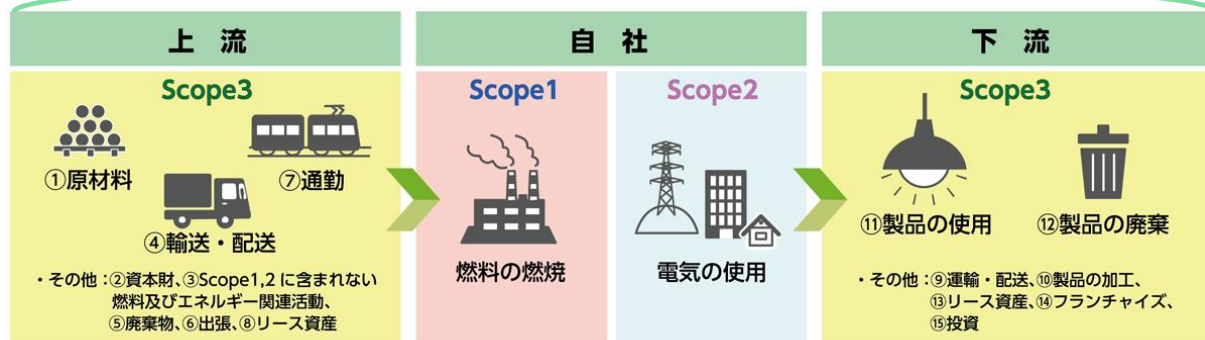 上 流
Scope3
①原材料
⑦通勤
④輸送・配送
・その他：②資本財、③Scope1,2 に含まれない
燃料及びエネルギー関連活動、
⑤廃棄物、⑥出張、⑧リース資産
自 社
Scope1
燃料の燃焼
Scope2
電気の使用
下 流
Scope3
⑪製品の使用
⑫製品の廃棄
・その他：⑨運輸・配送、⑩製品の加工、
⑬リース資産、⑭フランチャイズ、
⑮投資